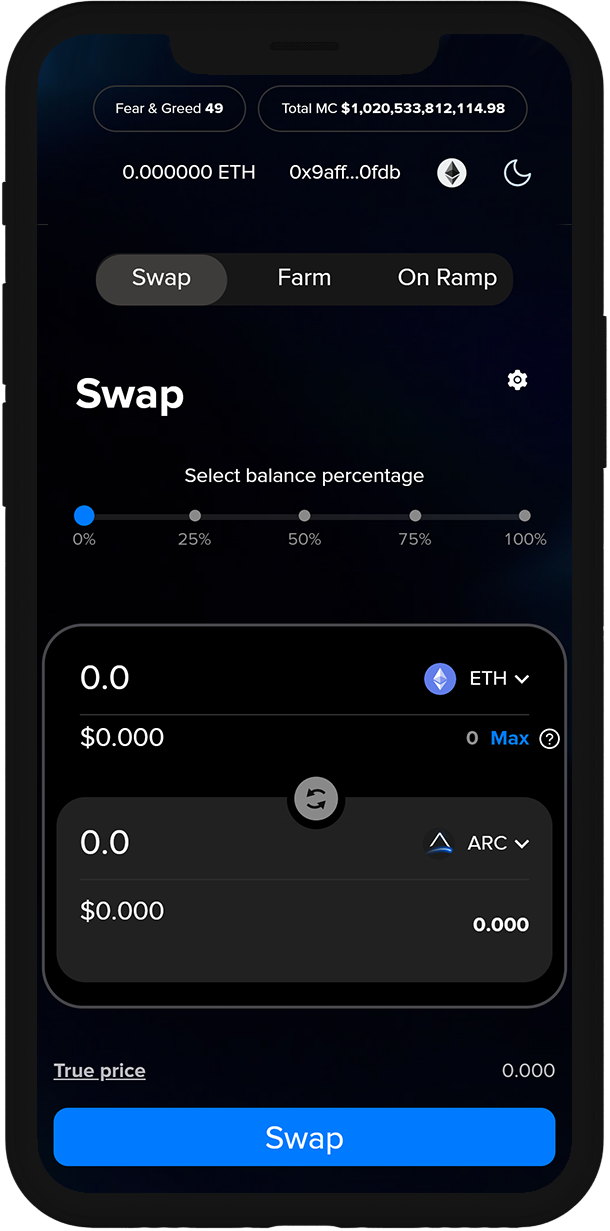 Fear & Greed 49 Total MC $1,020,533,812,114.98
0.000000 ETH 0x9aff...0fdb
Swap Farm On Ramp
Swap
Select balance percentage
0% 25% 50% 75% 100%
0.0 ETH
$0.000 0 Max ?
0.0 ARC
$0.000
0.000
True price 0.000
Swap